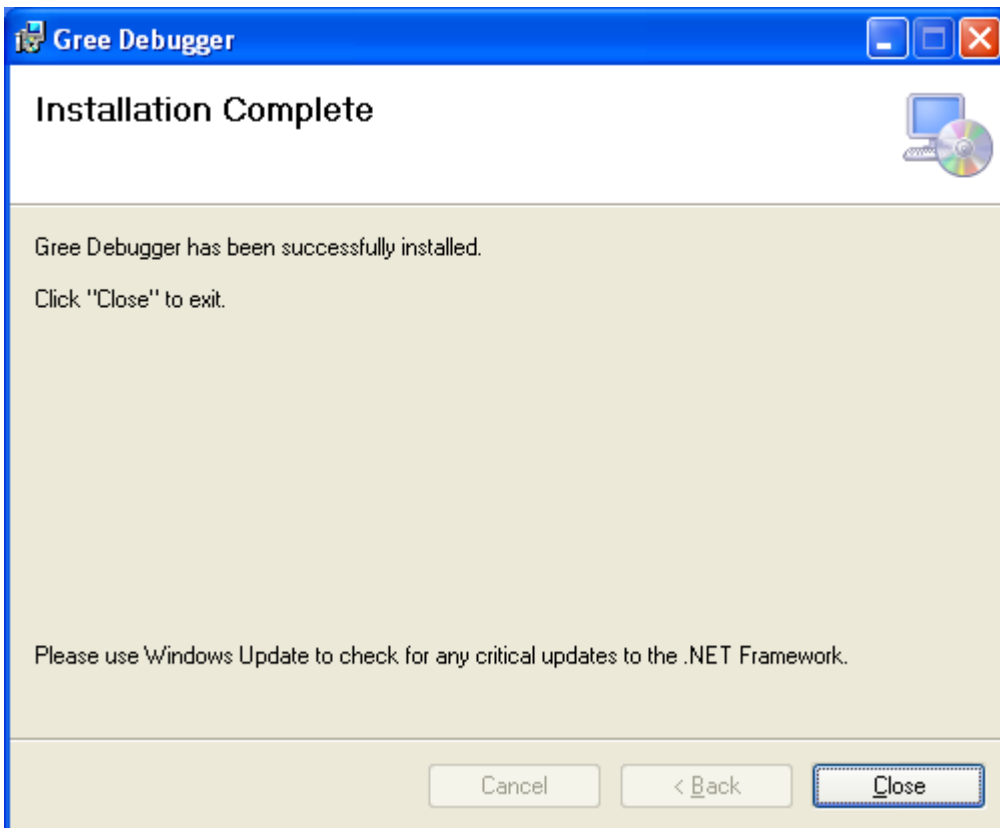 Gree Debugger
Installation Complete
Gree Debugger has been successfully installed.
Click "Close" to exit.
Please use Windows Update to check for any critical updates to the .NET Framework.
Cancel
< Back
Close